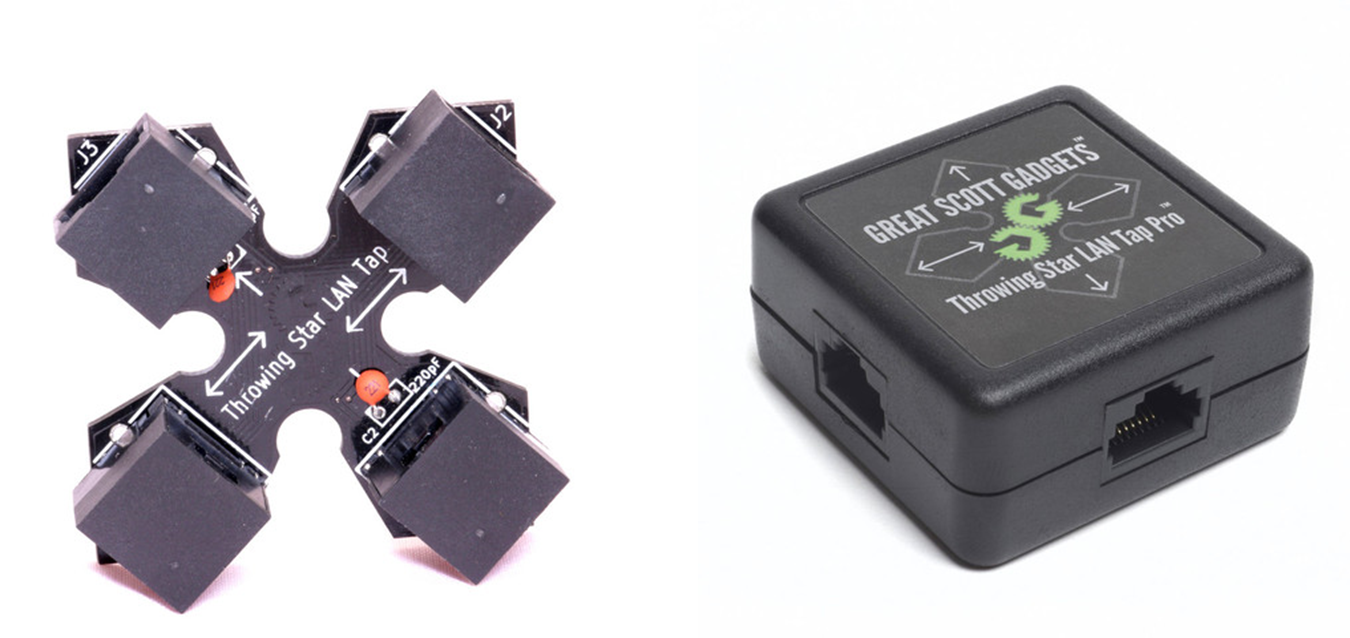 J3
J2
Throwing Star LAN Tap
C2
220pF
GREAT SCOTT GADGETS™
Throwing Star LAN Tap Pro™